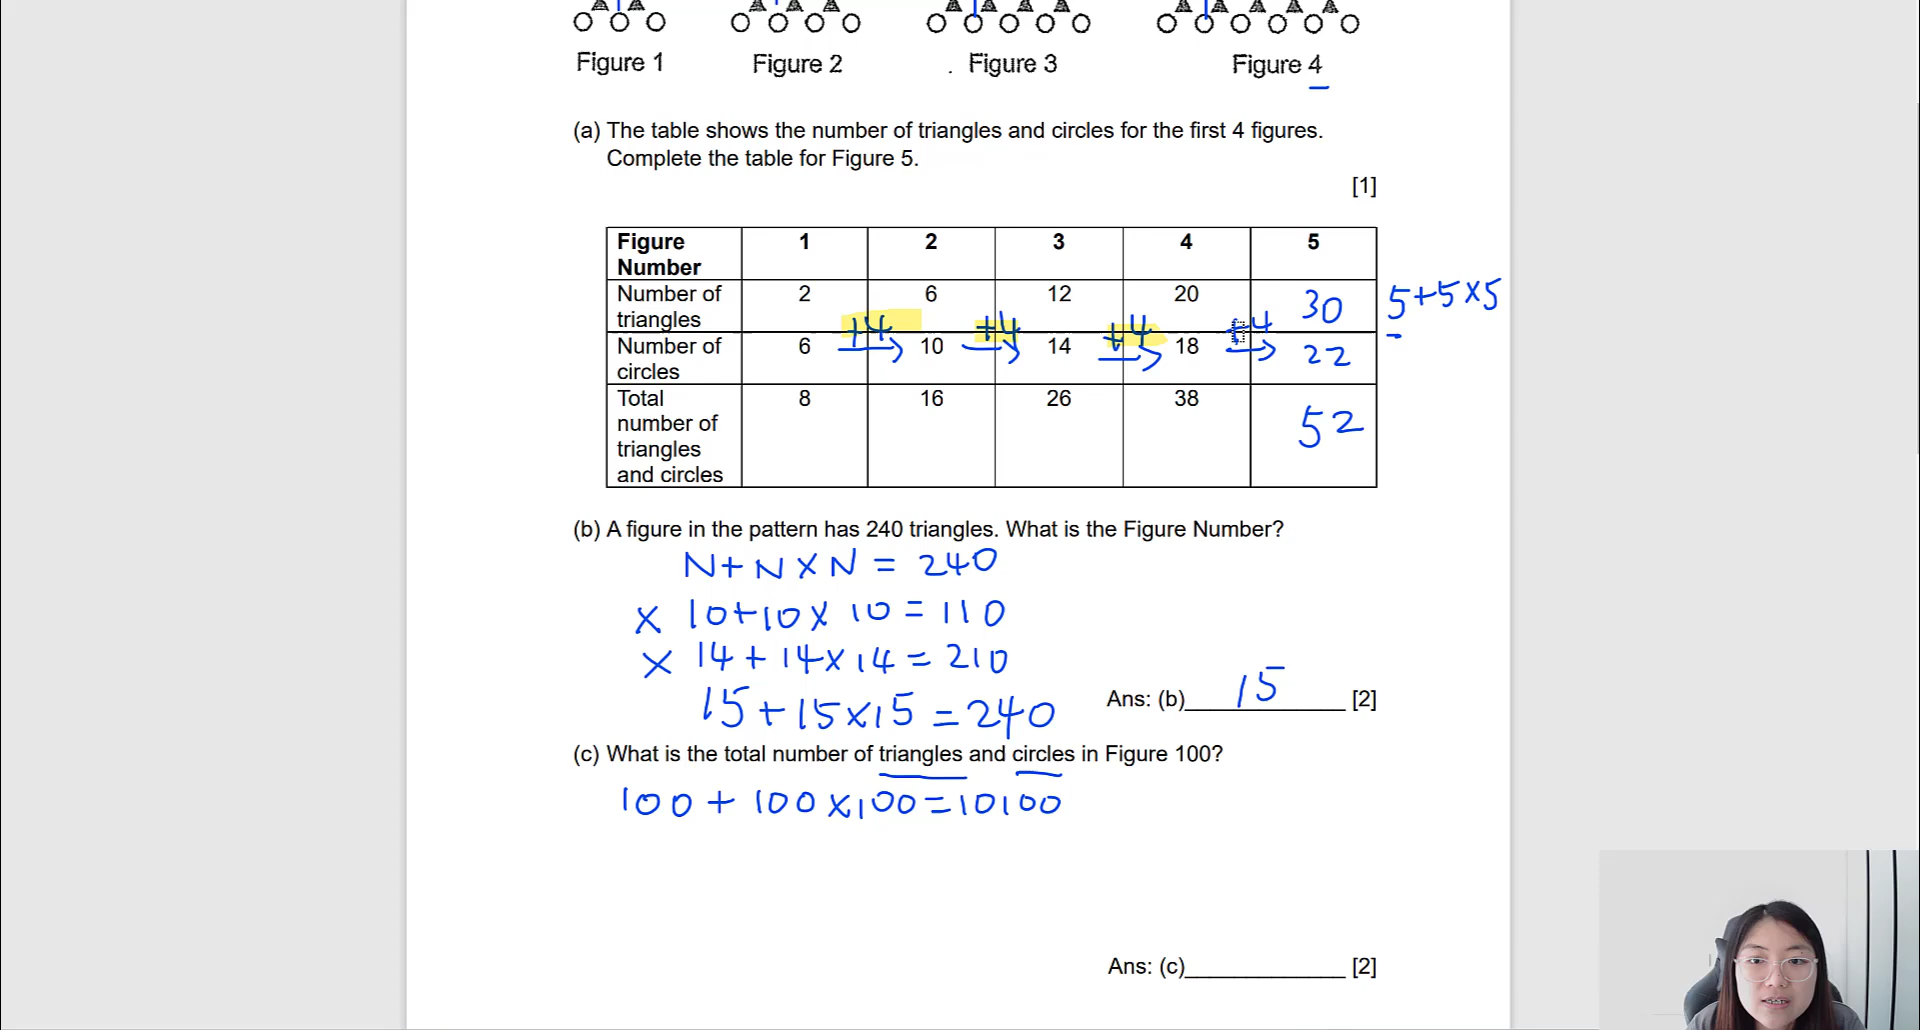 Figure 1 Figure 2 . Figure 3 Figure 4
(a) The table shows the number of triangles and circles for the first 4 figures.
Complete the table for Figure 5.
[1]
Figure Number 1 2 3 4 5
Number of triangles 2 6 12 20 30 5+5×5
+4 +4 +4 +4
Number of circles 6 10 14 18 22
Total number of triangles and circles 8 16 26 38 52
(b) A figure in the pattern has 240 triangles. What is the Figure Number?
N+N×N = 240
× 10+10× 10 = 110
× 14 + 14×14 = 210
15+15×15 = 240
Ans: (b)_____________ 15 [2]
(c) What is the total number of triangles and circles in Figure 100?
100 + 100×100=10100
Ans: (c)_____________ [2]